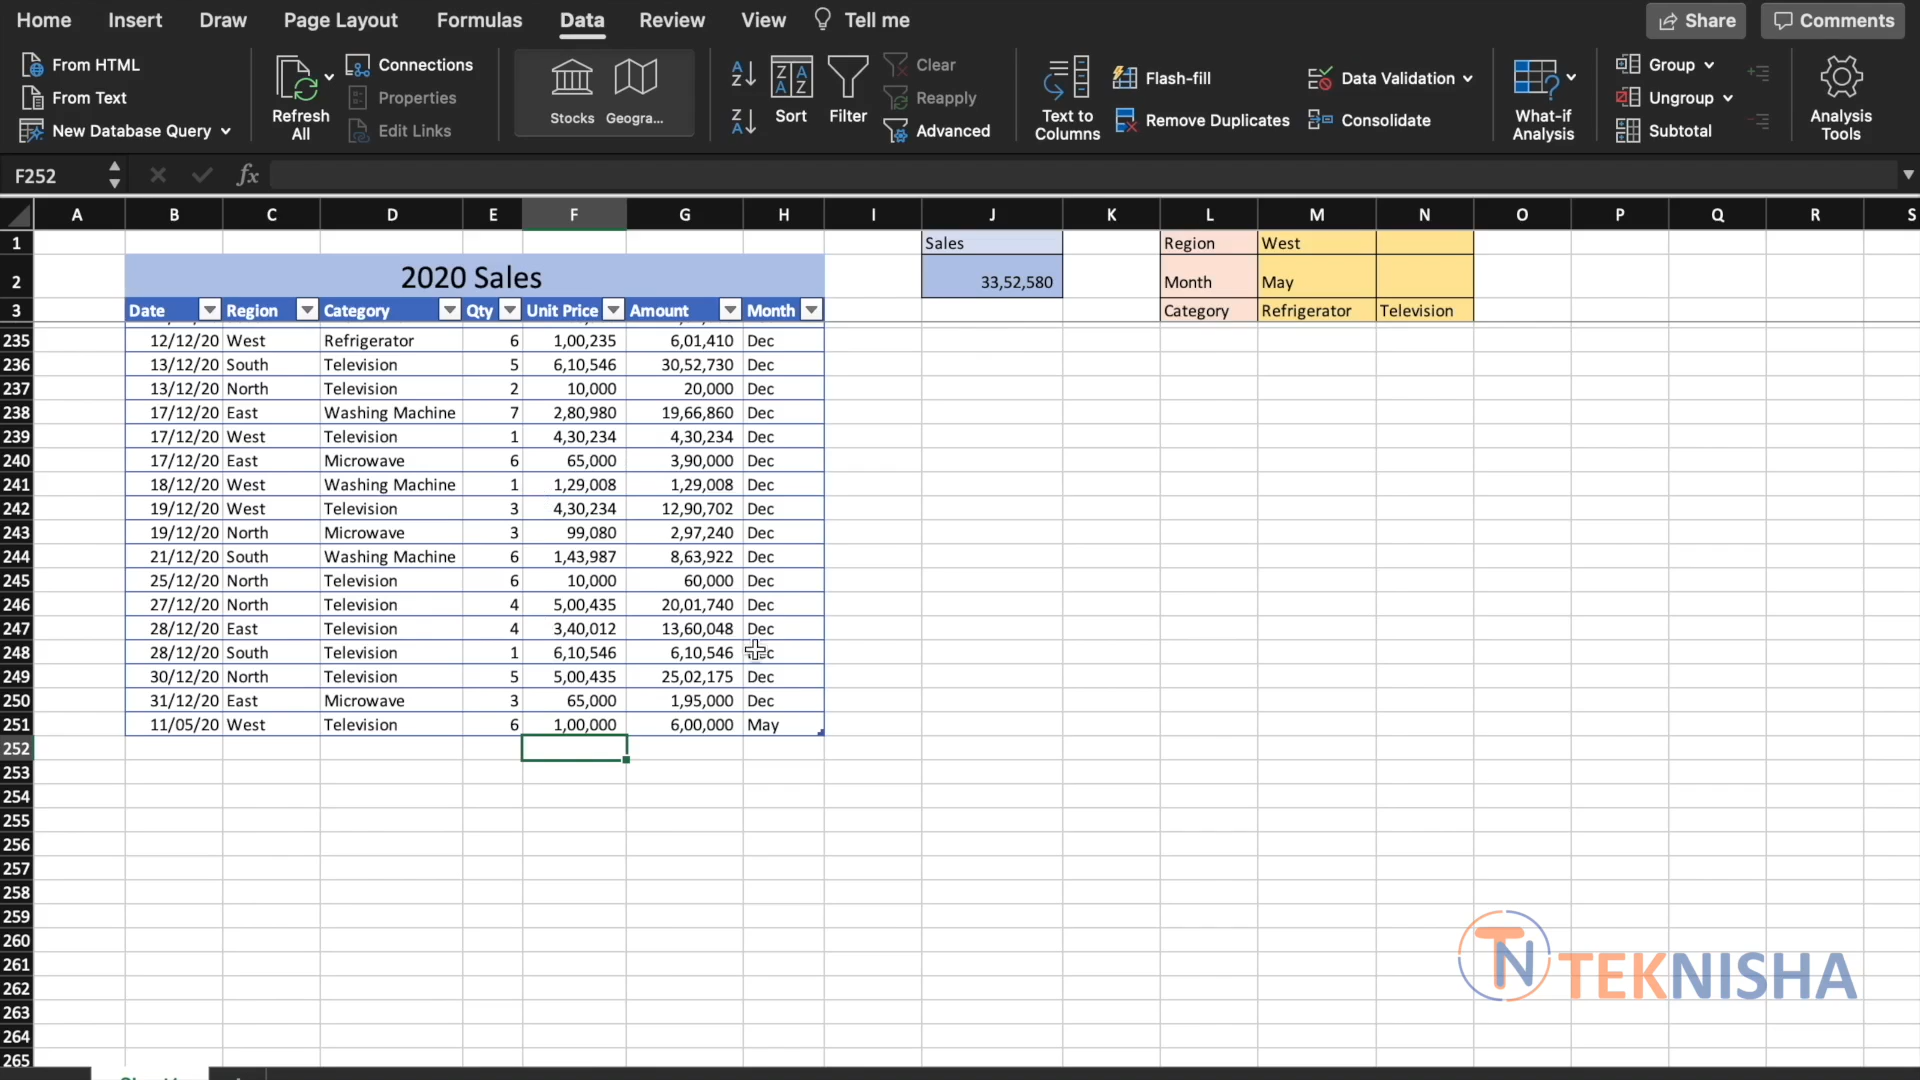 Home Insert Draw Page Layout Formulas Data Review View Tell me Share Comments
From HTML
From Text
New Database Query
Refresh All
Connections
Properties
Edit Links
Stocks Geogra...
Sort
Filter
Clear
Reapply
Advanced
Text to Columns
Flash-fill
Remove Duplicates
Data Validation
Consolidate
What-if Analysis
Group
Ungroup
Subtotal
Analysis Tools
F252 fx
A B C D E F G H I J K L M N O P Q R S
1 Sales Region West
2 2020 Sales 33,52,580 Month May
3 Date Region Category Qty Unit Price Amount Month Category Refrigerator Television
235 12/12/20 West Refrigerator 6 1,00,235 6,01,410 Dec
236 13/12/20 South Television 5 6,10,546 30,52,730 Dec
237 13/12/20 North Television 2 10,000 20,000 Dec
238 17/12/20 East Washing Machine 7 2,80,980 19,66,860 Dec
239 17/12/20 West Television 1 4,30,234 4,30,234 Dec
240 17/12/20 East Microwave 6 65,000 3,90,000 Dec
241 18/12/20 West Washing Machine 1 1,29,008 1,29,008 Dec
242 19/12/20 West Television 3 4,30,234 12,90,702 Dec
243 19/12/20 North Microwave 3 99,080 2,97,240 Dec
244 21/12/20 South Washing Machine 6 1,43,987 8,63,922 Dec
245 25/12/20 North Television 6 10,000 60,000 Dec
246 27/12/20 North Television 4 5,00,435 20,01,740 Dec
247 28/12/20 East Television 4 3,40,012 13,60,048 Dec
248 28/12/20 South Television 1 6,10,546 6,10,546
249 30/12/20 North Television 5 5,00,435 25,02,175 Dec
250 31/12/20 East Microwave 3 65,000 1,95,000 Dec
251 11/05/20 West Television 6 1,00,000 6,00,000 May
252
253
254
255
256
257
258
259
260
261
262
263
264
265
TN TEKNISHA